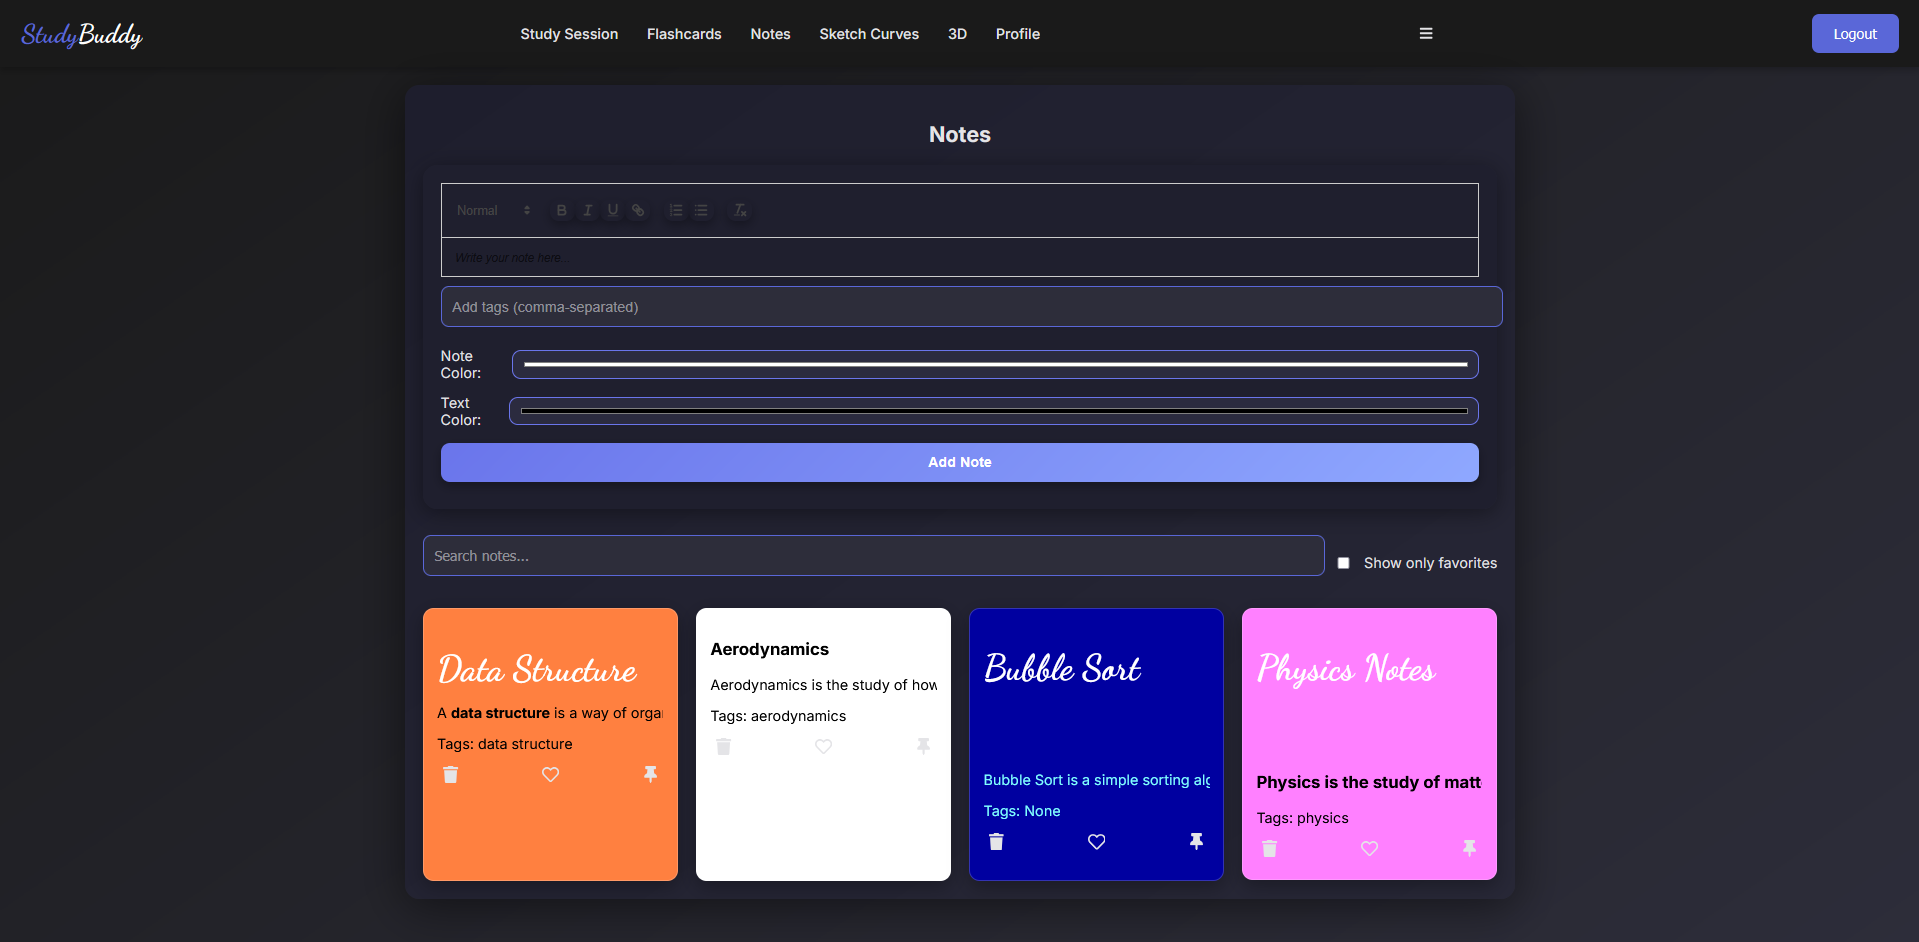 StudyBuddy
Study Session Flashcards Notes Sketch Curves 3D Profile
Logout
Notes
Normal B I U
Write your note here...
Add tags (comma-separated)
Note
Color:
Text
Color:
Add Note
Search notes...
Show only favorites
Data Structure
A data structure is a way of orga
Tags: data structure
Aerodynamics
Aerodynamics is the study of how
Tags: aerodynamics
Bubble Sort
Bubble Sort is a simple sorting alg
Tags: None
Physics Notes
Physics is the study of matt
Tags: physics